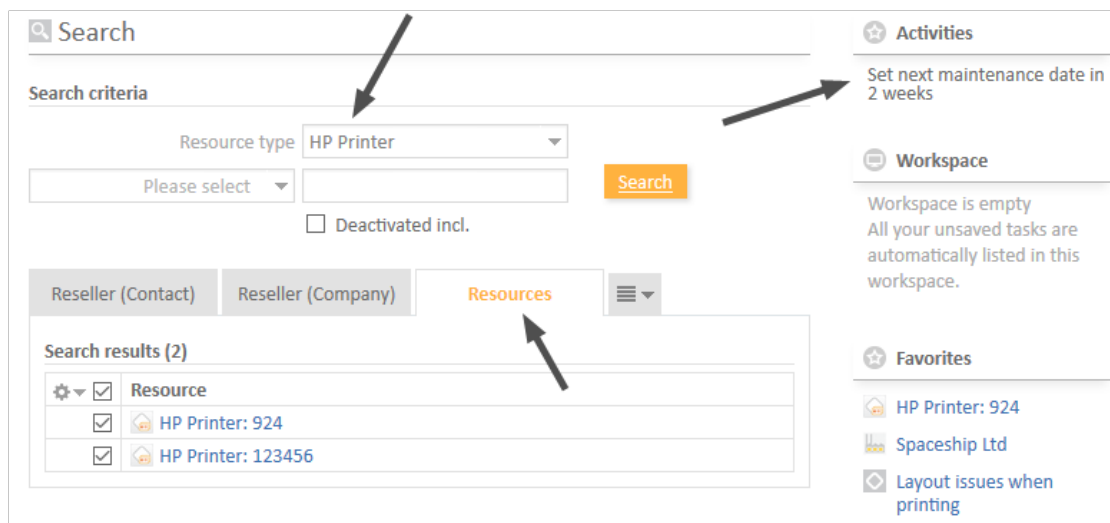 Search
Search criteria
Resource type HP Printer
Please select
Search
Deactivated incl.
Reseller (Contact) Reseller (Company) Resources
Search results (2)
Resource
HP Printer: 924
HP Printer: 123456
Activities
Set next maintenance date in
2 weeks
Workspace
Workspace is empty
All your unsaved tasks are
automatically listed in this
workspace.
Favorites
HP Printer: 924
Spaceship Ltd
Layout issues when
printing